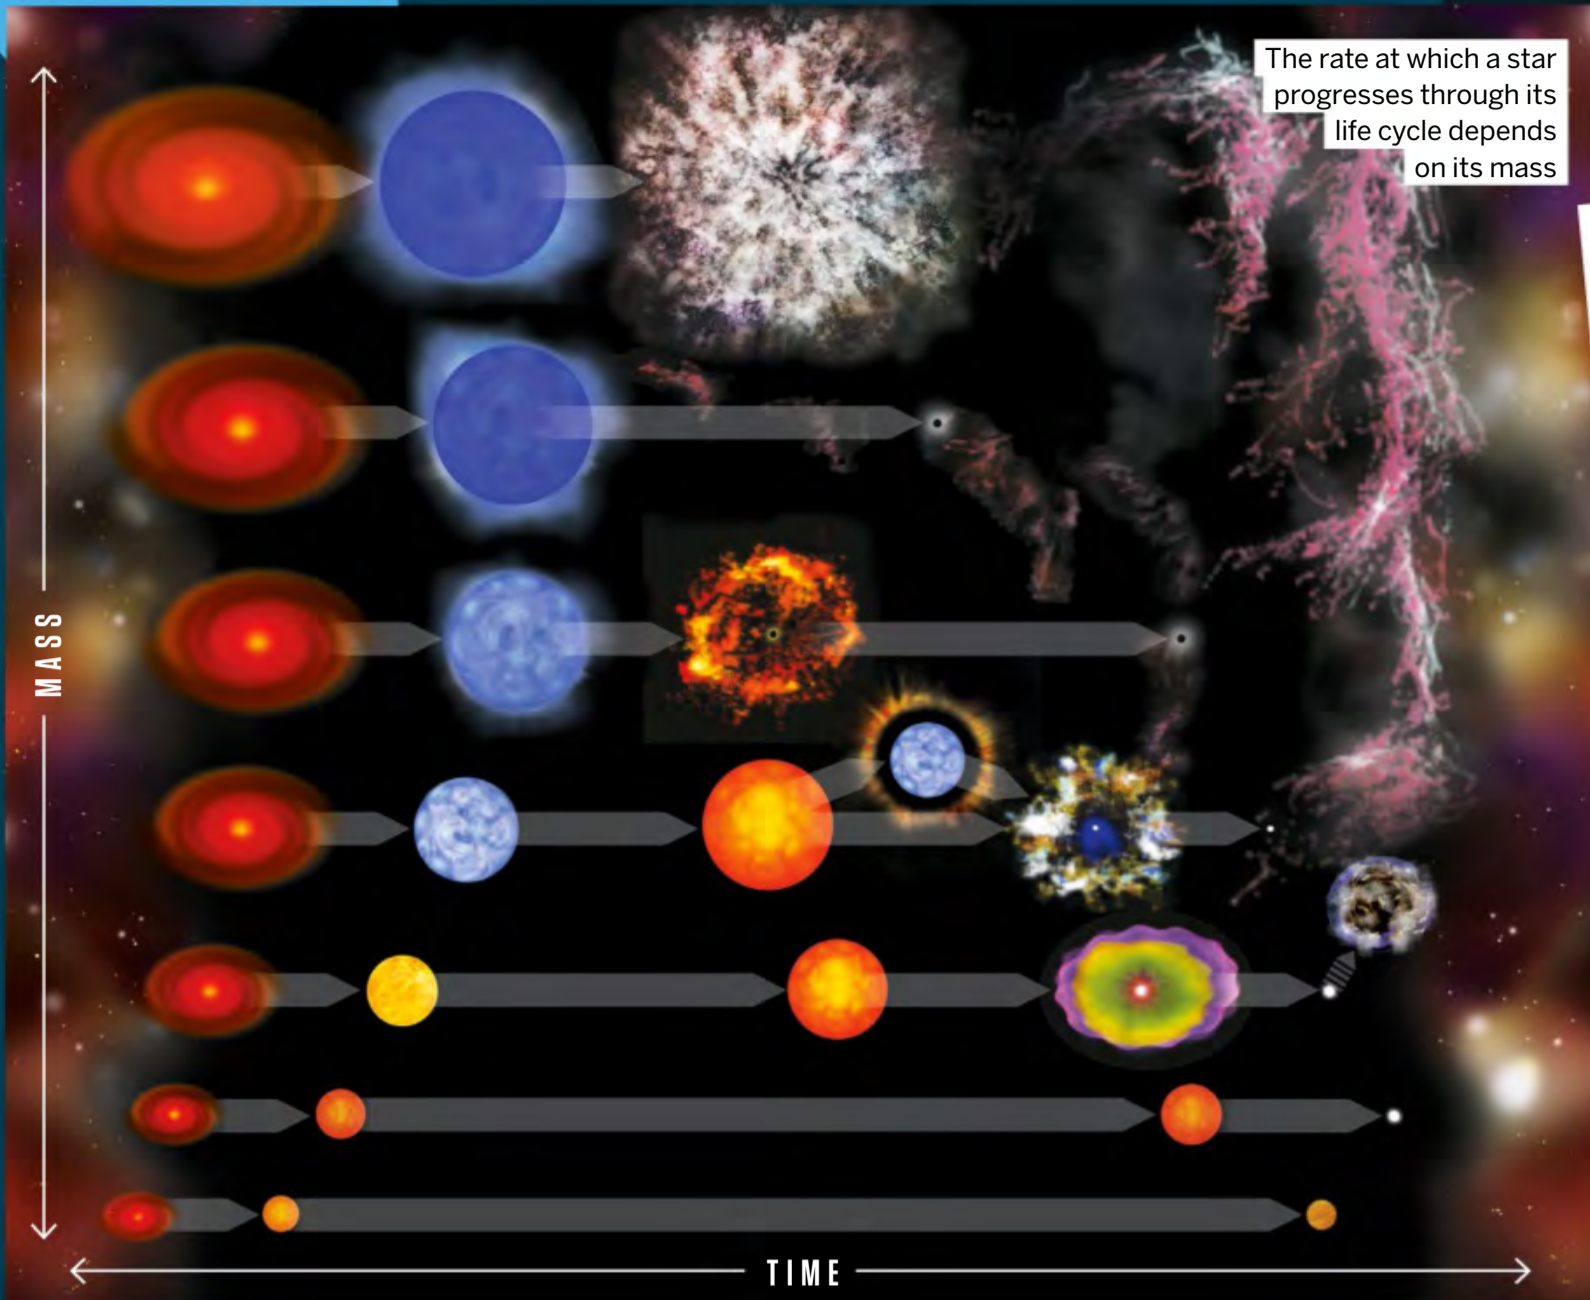 The rate at which a star
progresses through its
life cycle depends
on its mass
MASS
TIME